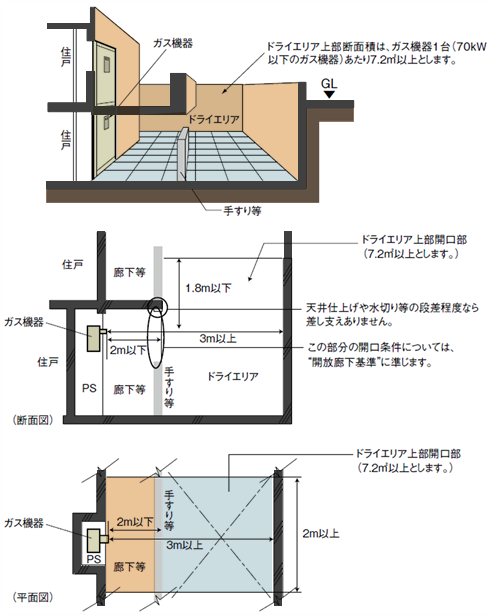 ガス機器
ドライエリア上部断面積は、ガス機器1台（70kW
以下のガス機器）あたり7.2㎡以上とします。
住戸
GL
ドライエリア
住戸
手すり等
ドライエリア上部開口部
（7.2㎡以上とします。）
住戸
廊下等
1.8m以下
天井仕上げや水切り等の段差程度なら
差し支えありません。
ガス機器
3m以上
2m以下
この部分の開口条件については、
“開放廊下基準”に準じます。
住戸
手すり等
ドライエリア
PS
廊下等
（断面図）
ドライエリア上部開口部
（7.2㎡以上とします。）
手すり等
ガス機器
2m以下
2m以上
3m以上
PS
廊下等
（平面図）